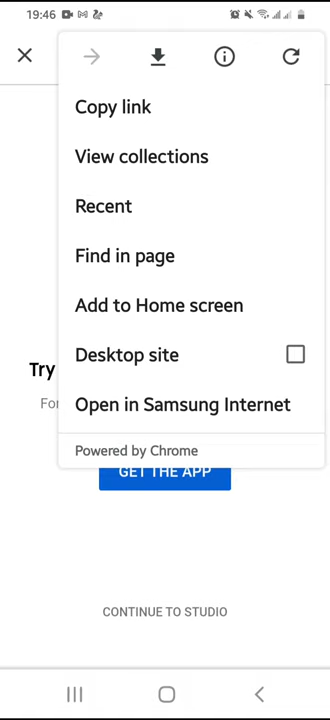 19:46
Copy link
View collections
Recent
Find in page
Add to Home screen
Desktop site
Open in Samsung Internet
Powered by Chrome
Try
For
GET THE APP
CONTINUE TO STUDIO